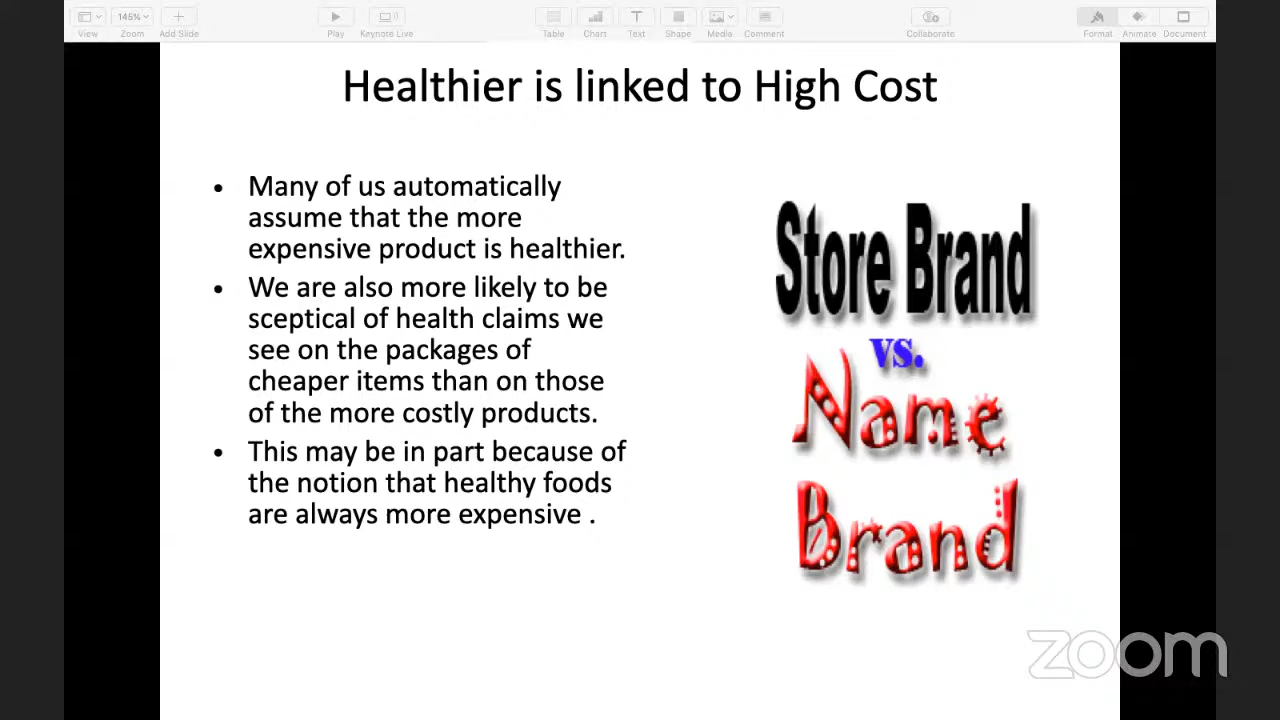 145%
View
Zoom
Add Slide
Play
Keynote Live
Table
Chart
Text
Shape
Media
Comment
Collaborate
Format
Animate
Document
Healthier is linked to High Cost
• Many of us automatically
assume that the more
expensive product is healthier.
• We are also more likely to be
sceptical of health claims we
see on the packages of
cheaper items than on those
of the more costly products.
• This may be in part because of
the notion that healthy foods
are always more expensive .
Store Brand
vs.
Name
Brand
zoom